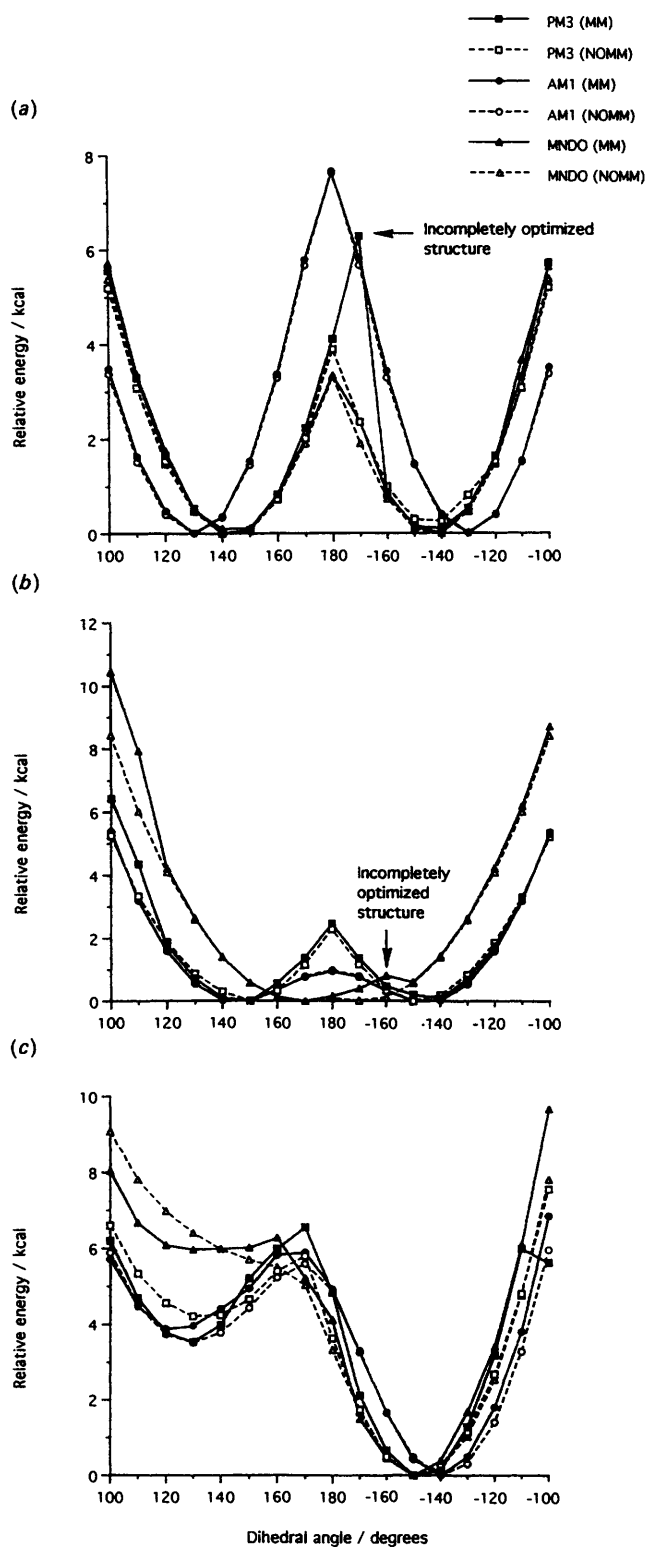 PM3 (MM)
PM3 (NOMM)
AM1 (MM)
AM1 (NOMM)
MNDO (MM)
MNDO (NOMM)
(a)
8
6
4
2
0
Relative energy / kcal
Incompletely optimized
structure
100 120 140 160 180 -160 -140 -120 -100
(b)
12
10
8
6
4
2
0
Relative energy / kcal
Incompletely
optimized
structure
100 120 140 160 180 -160 -140 -120 -100
(c)
10
8
6
4
2
0
Relative energy / kcal
100 120 140 160 180 -160 -140 -120 -100
Dihedral angle / degrees